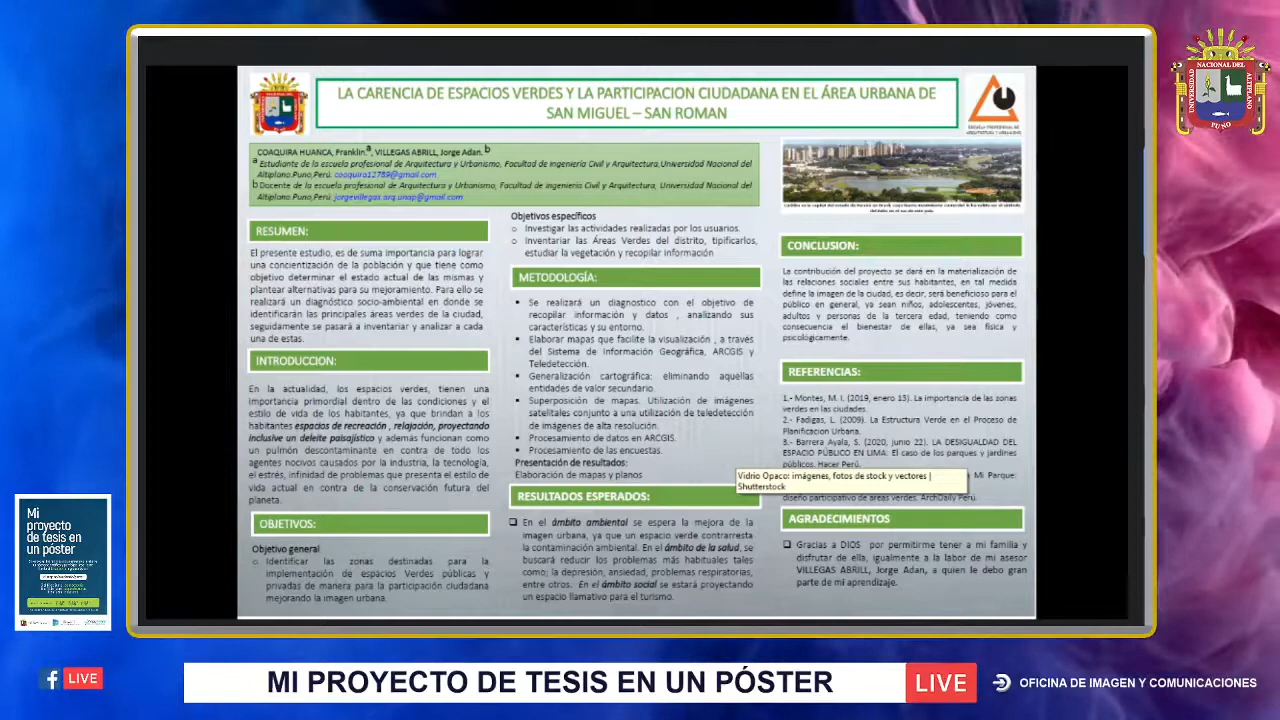 LA CARENCIA DE ESPACIOS VERDES Y LA PARTICIPACION CIUDADANA EN EL ÁREA URBANA DE
SAN MIGUEL – SAN ROMAN
COAQUIRA HUANCA, Franklin.a, VILLEGAS ABRILL, Jorge Adan. b
a Estudiante de la escuela profesional de Arquitectura y Urbanismo, Facultad de Ingeniería Civil y Arquitectura,Universidad Nacional del
Altiplano.Puno,Perú. coaquira12789@gmail.com
b Docente de la escuela profesional de Arquitectura y Urbanismo, Facultad de Ingeniería Civil y Arquitectura, Universidad Nacional del
Altiplano.Puno,Perú. jorgevillegas.arq.unap@gmail.com
RESUMEN:
El presente estudio, es de suma importancia para lograr
una concientización de la población y que tiene como
objetivo determinar el estado actual de las mismas y
plantear alternativas para su mejoramiento. Para ello se
realizará un diagnóstico socio-ambiental en donde se
identificarán las principales áreas verdes de la ciudad,
seguidamente se pasará a inventariar y analizar a cada
una de estas.
INTRODUCCION:
En la actualidad, los espacios verdes, tienen una
importancia primordial dentro de las condiciones y el
estilo de vida de los habitantes, ya que brindan a los
habitantes espacios de recreación , relajación, proyectando
inclusive un deleite paisajístico y además funcionan como
un pulmón descontaminante en contra de todo los
agentes nocivos causados por la industria, la tecnología,
el estrés, infinidad de problemas que presenta el estilo de
vida actual en contra de la conservación futura del
planeta.
OBJETIVOS:
Objetivo general
o Identificar las zonas destinadas para la
implementación de espacios Verdes públicas y
privadas de manera para la participación ciudadana
mejorando la imagen urbana.
Objetivos específicos
o Investigar las actividades realizadas por los usuarios.
o Inventariar las Áreas Verdes del distrito, tipificarlos,
estudiar la vegetación y recopilar información
METODOLOGÍA:
▪ Se realizará un diagnostico con el objetivo de
recopilar información y datos , analizando sus
características y su entorno.
▪ Elaborar mapas que facilite la visualización , a través
del Sistema de Información Geográfica, ARCGIS y
Teledetección.
▪ Generalización cartográfica: eliminando aquellas
entidades de valor secundario.
▪ Superposición de mapas. Utilización de imágenes
satelitales conjunto a una utilización de teledetección
de imágenes de alta resolución.
▪ Procesamiento de datos en ARCGIS.
▪ Procesamiento de las encuestas.
Presentación de resultados:
Elaboración de mapas y planos
RESULTADOS ESPERADOS:
❑ En el ámbito ambiental se espera la mejora de la
imagen urbana, ya que un espacio verde contrarresta
la contaminación ambiental. En el ámbito de la salud, se
buscará reducir los problemas más habituales tales
como; la depresión, ansiedad, problemas respiratorias,
entre otros. En el ámbito social se estará proyectando
un espacio llamativo para el turismo.
CONCLUSION:
La contribución del proyecto se dará en la materialización de
las relaciones sociales entre sus habitantes, en tal medida
define la imagen de la ciudad, es decir, será beneficioso para el
público en general, ya sean niños, adolescentes, jóvenes,
adultos y personas de la tercera edad, teniendo como
consecuencia el bienestar de ellas, ya sea física y
psicológicamente.
REFERENCIAS:
1.- Montes, M. I. (2019, enero 13). La importancia de las zonas
verdes en las ciudades.
2.- Fadigas, L. (2009). La Estructura Verde en el Proceso de
Planificacion Urbana.
3.- Barrera Ayala, S. (2020, junio 22). LA DESIGUALDAD DEL
ESPACIO PÚBLICO EN LIMA: El caso de los parques y jardines
públicos. Hacer Perú.
Mi Parque:
diseño participativo de áreas verdes. ArchDaily Perú.
Vidrio Opaco: imágenes, fotos de stock y vectores |
Shutterstock
AGRADECIMIENTOS
❑ Gracias a DIOS por permitirme tener a mi familia y
disfrutar de ella, igualmente a la labor de mi asesor
VILLEGAS ABRILL, Jorge Adan, a quien le debo gran
parte de mi aprendizaje.
UNIVERSIDAD NACIONAL DEL ALTIPLANO
PUNO
Mi
proyecto
de tesis en
un póster
LIVE
MI PROYECTO DE TESIS EN UN PÓSTER
LIVE
OFICINA DE IMAGEN Y COMUNICACIONES